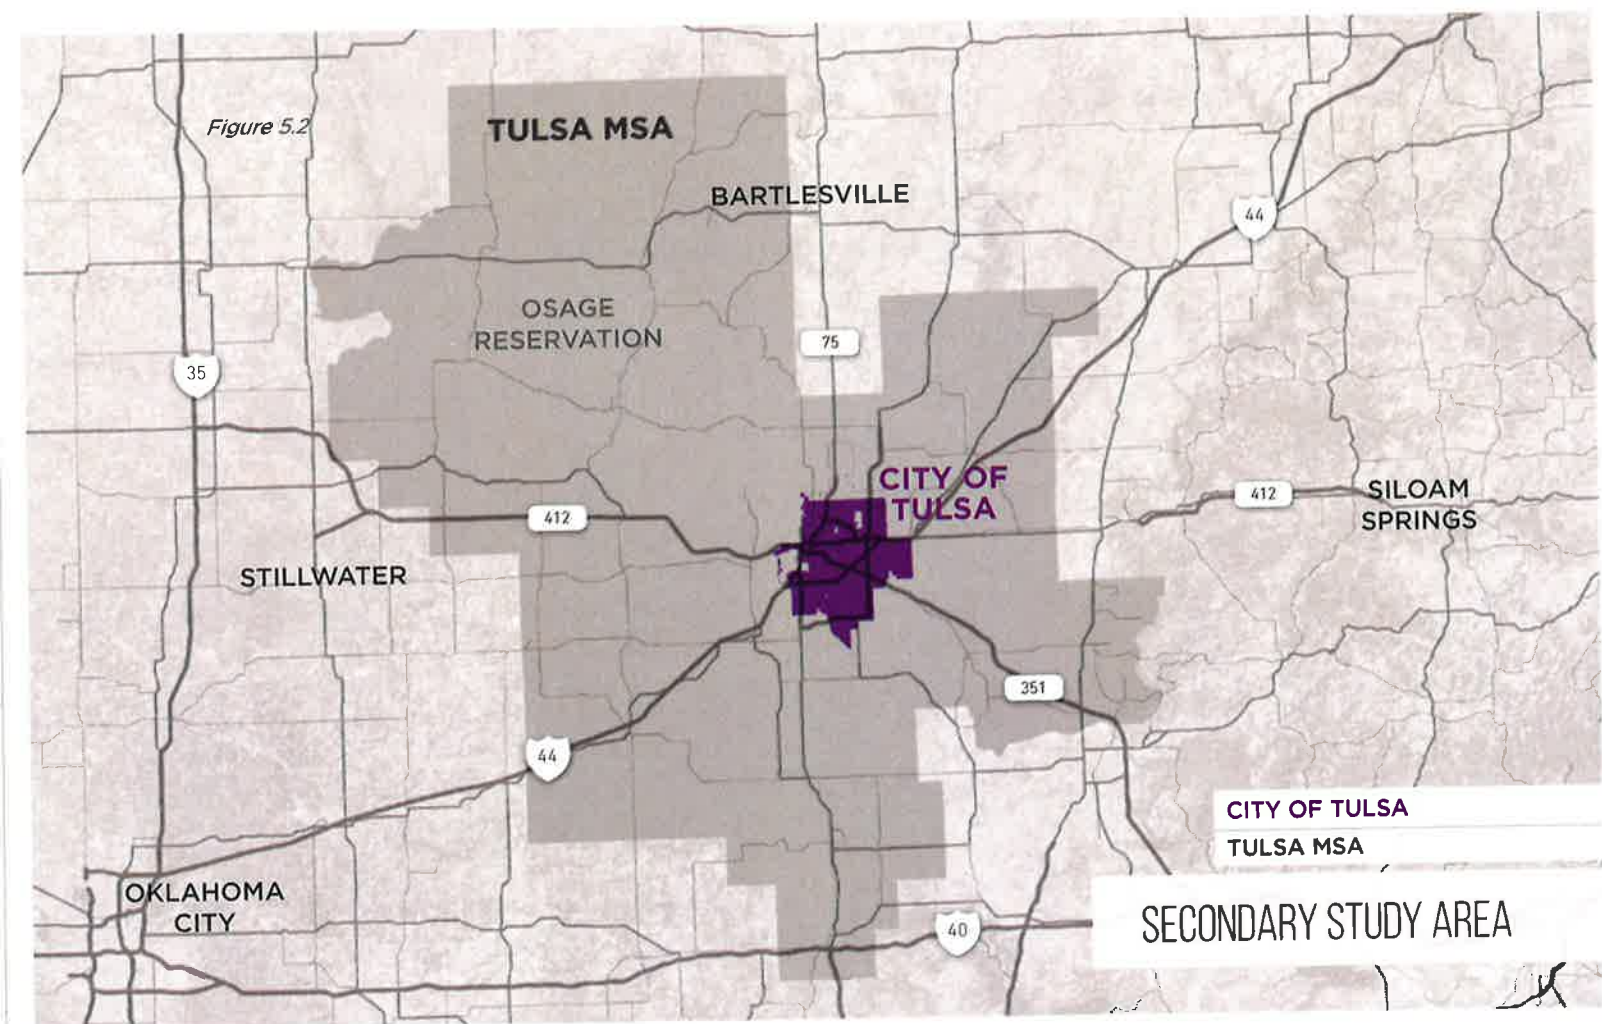 Figure 5.2
TULSA MSA
BARTLESVILLE
44
OSAGE
RESERVATION
75
35
CITY OF
TULSA
412
SILOAM
SPRINGS
412
STILLWATER
351
44
CITY OF TULSA
TULSA MSA
OKLAHOMA
CITY
40
SECONDARY STUDY AREA